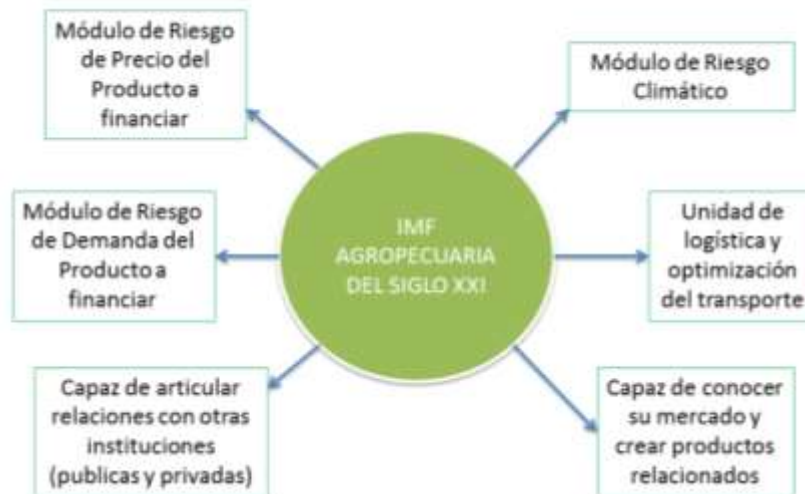 Módulo de Riesgo
de Precio del
Producto a
financiar
Módulo de Riesgo
Climático
Módulo de Riesgo
de Demanda del
Producto a
financiar
IMF
AGROPECUARIA
DEL SIGLO XXI
Unidad de
logística y
optimización
del transporte
Capaz de articular
relaciones con otras
instituciones
(publicas y privadas)
Capaz de conocer
su mercado y
crear productos
relacionados